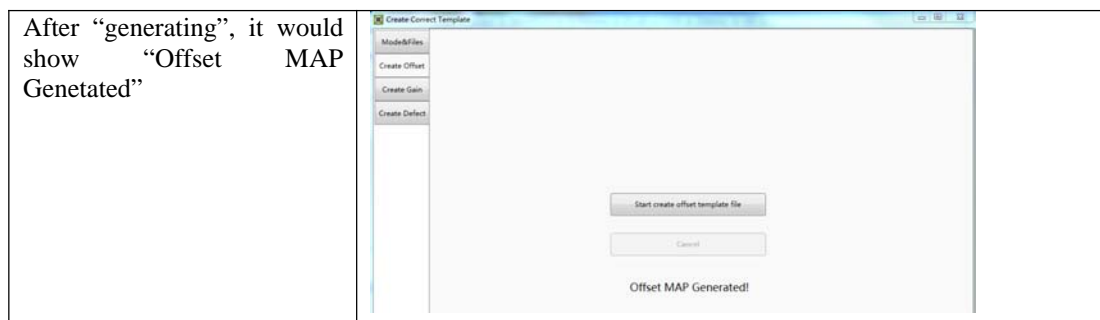 After “generating”, it would
show “Offset MAP
Genetated”
Create Correct Template
Mode&Files
Create Offset
Create Gain
Create Defect
Start create offset template file
Cancel
Offset MAP Generated!